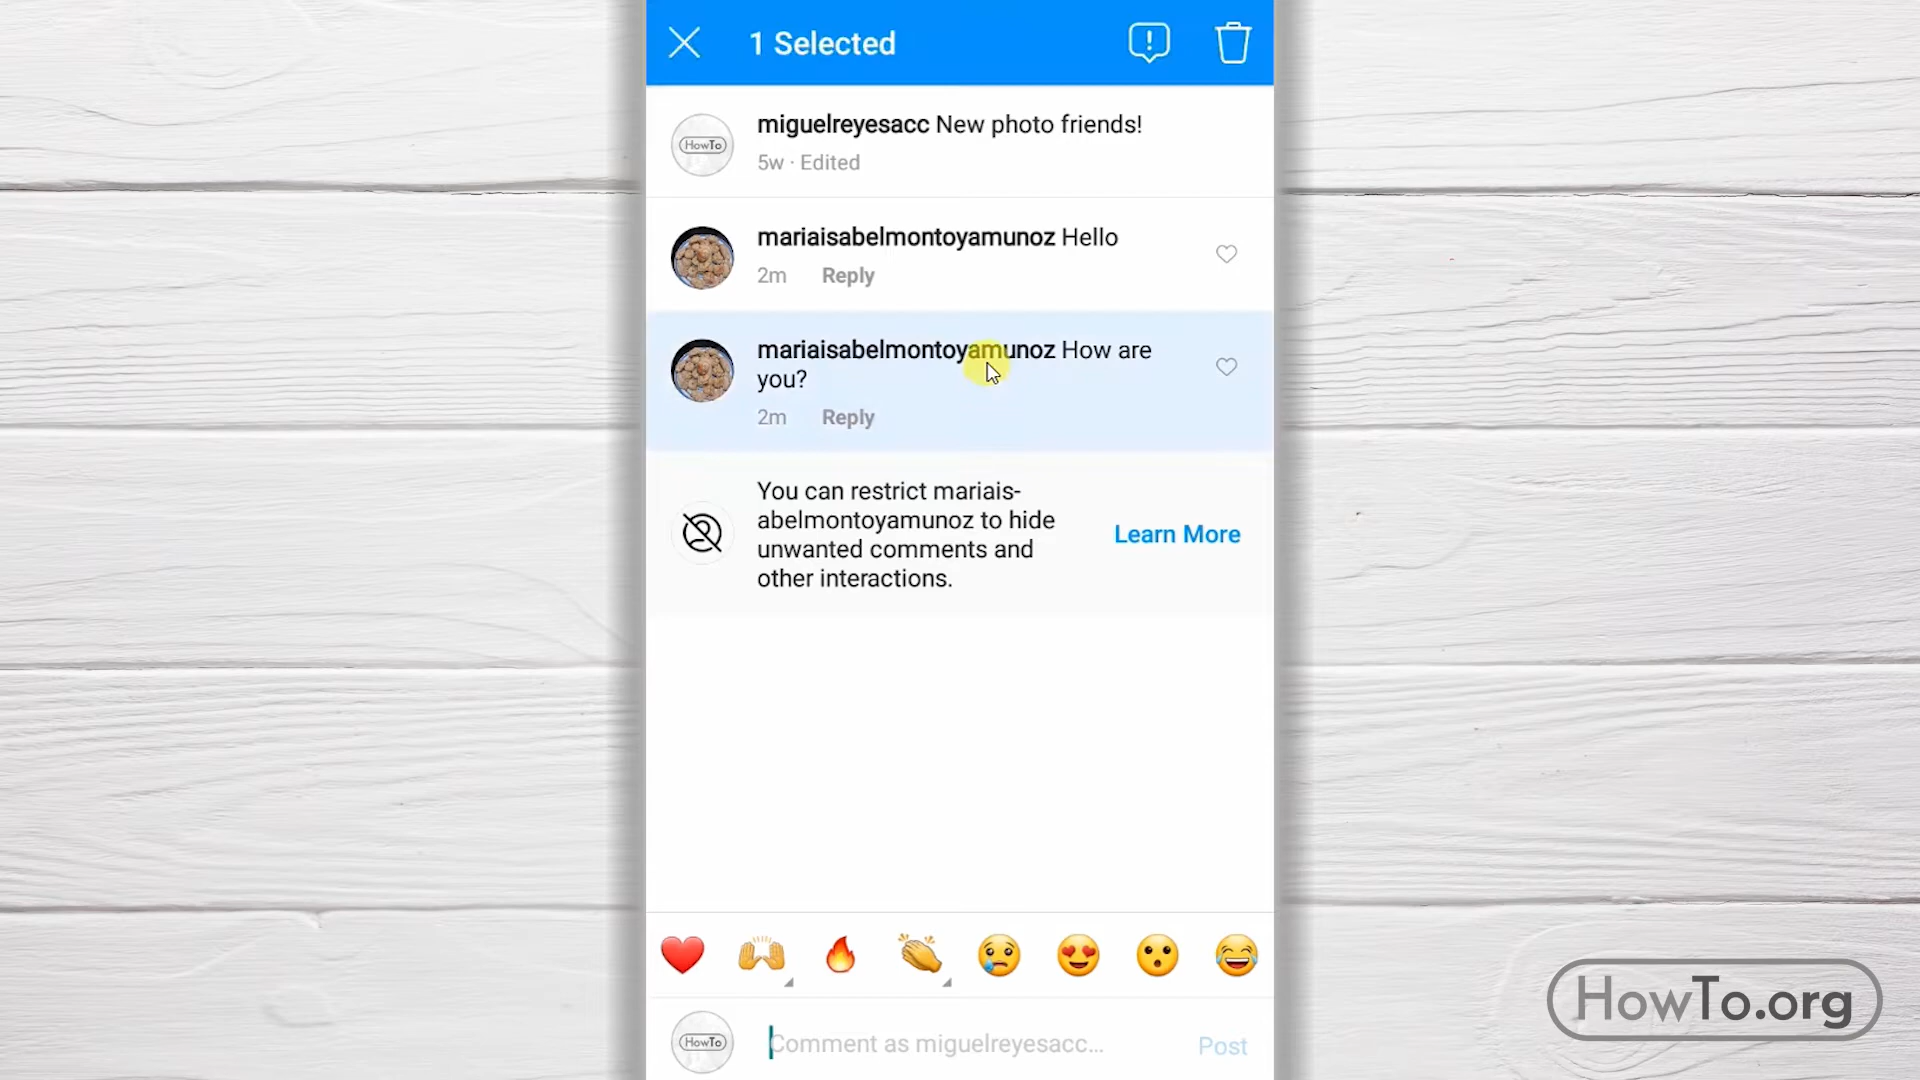 1 Selected
miguelreyesacc New photo friends!
5w · Edited
HowTo
mariaisabelmontoyamunoz Hello
2m Reply
mariaisabelmontoyamunoz How are
you?
2m Reply
You can restrict mariais-
abelmontoyamunoz to hide
unwanted comments and
other interactions.
Learn More
HowTo
Comment as miguelreyesacc...
Post
HowTo.org